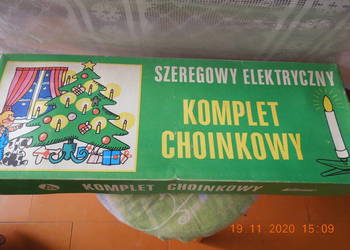 SZEREGOWY ELEKTRYCZNY
KOMPLET
CHOINKOWY
KOMPLET CHOINKOWY
19 11 2020 15:09